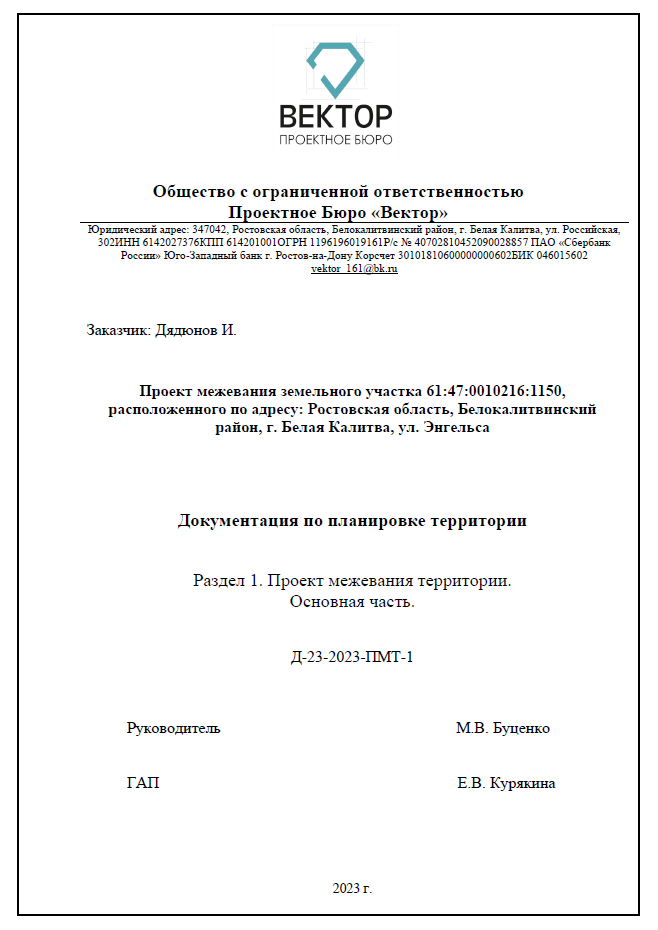 ВЕКТОР
ПРОЕКТНОЕ БЮРО
Общество с ограниченной ответственностью
Проектное Бюро «Вектор»
Юридический адрес: 347042, Ростовская область, Белокалитвинский район, г. Белая Калитва, ул. Российская,
302ИНН 6142027376КПП 614201001ОГРН 1196196019161Р/с № 40702810452090028857 ПАО «Сбербанк
России» Юго-Западный банк г. Ростов-на-Дону Корсчет 30101810600000000602БИК 046015602
vektor_161@bk.ru
Заказчик: Дядюнов И.
Проект межевания земельного участка 61:47:0010216:1150,
расположенного по адресу: Ростовская область, Белокалитвинский
район, г. Белая Калитва, ул. Энгельса
Документация по планировке территории
Раздел 1. Проект межевания территории.
Основная часть.
Д-23-2023-ПМТ-1
Руководитель М.В. Буценко
ГАП Е.В. Курякина
2023 г.